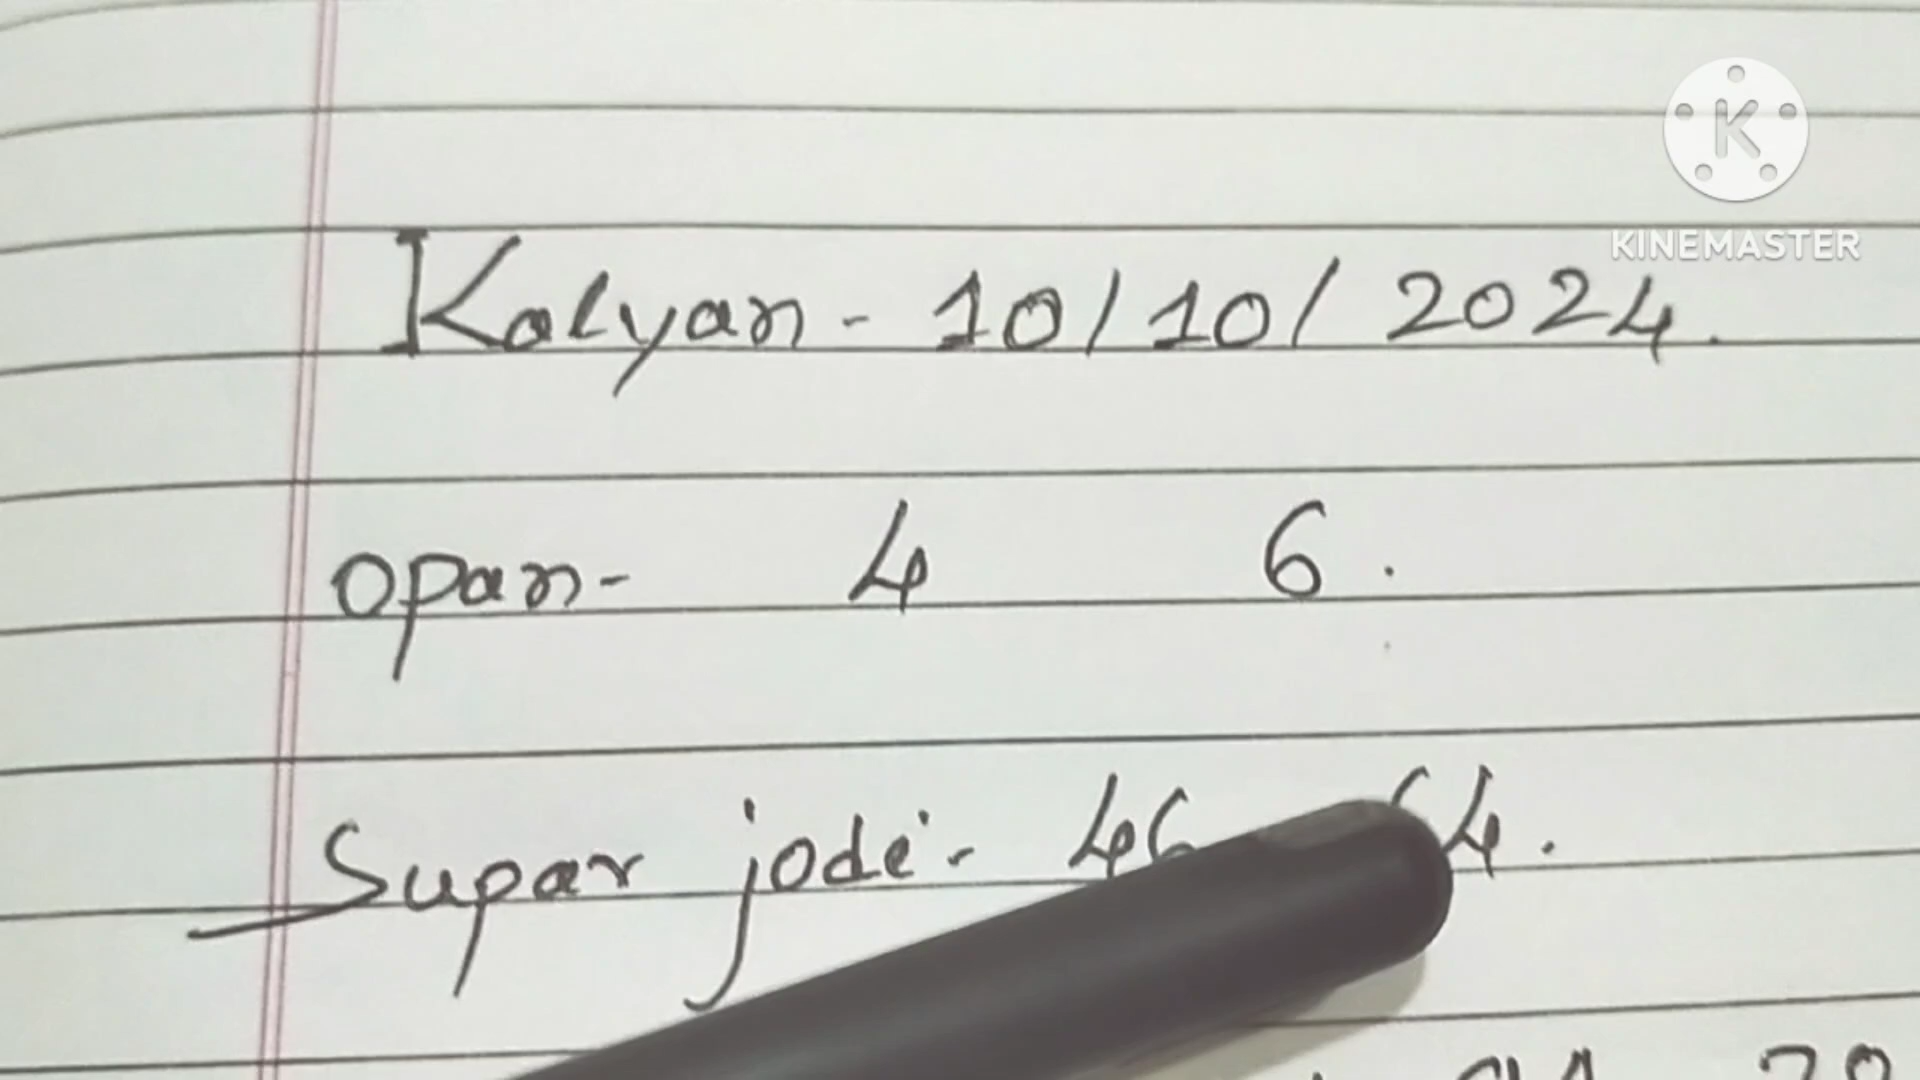 KINEMASTER
Kalyan - 10/10/2024.
opan- 4 6.
Supar jode - 46 64.